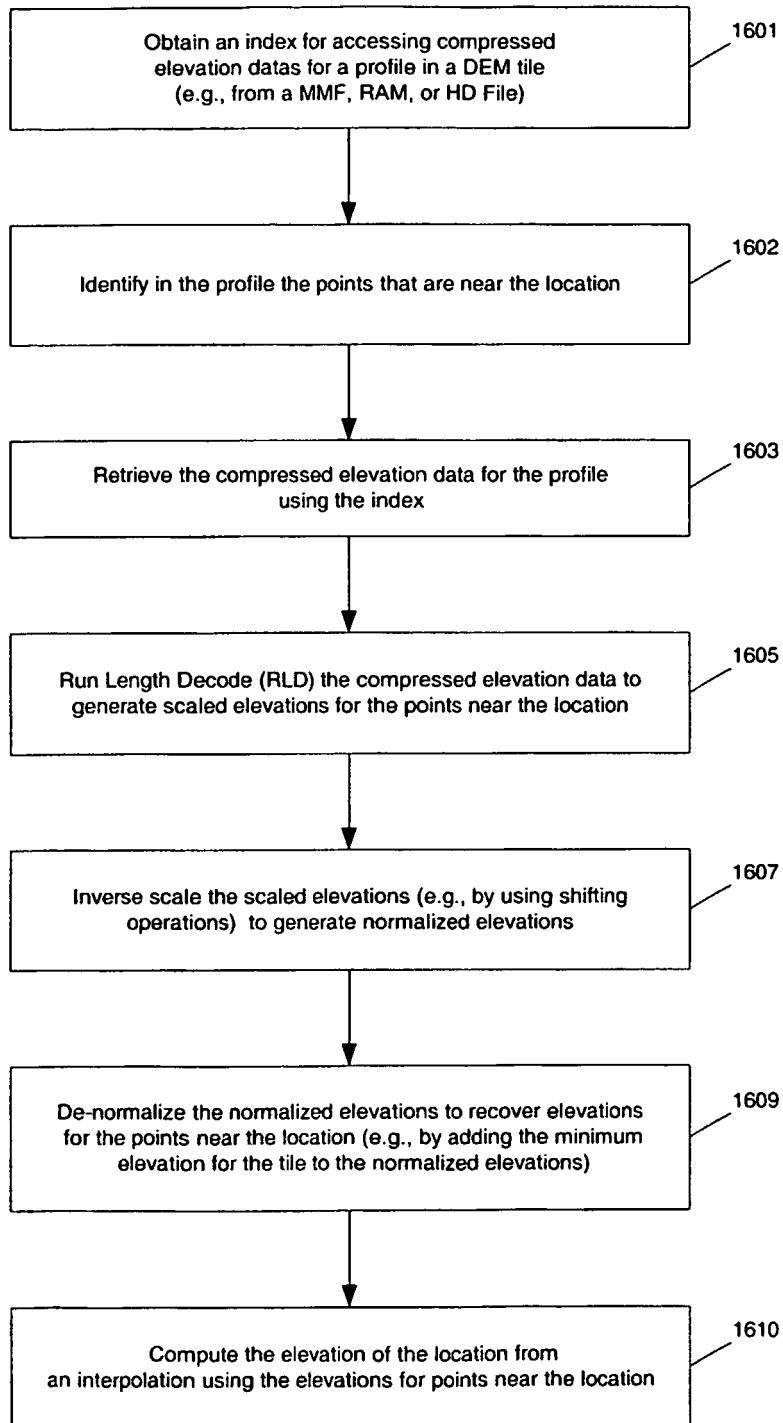 1601
Obtain an index for accessing compressed
elevation datas for a profile in a DEM tile
(e.g., from a MMF, RAM, or HD File)
1602
Identify in the profile the points that are near the location
1603
Retrieve the compressed elevation data for the profile
using the index
1605
Run Length Decode (RLD) the compressed elevation data to
generate scaled elevations for the points near the location
1607
Inverse scale the scaled elevations (e.g., by using shifting
operations) to generate normalized elevations
1609
De-normalize the normalized elevations to recover elevations
for the points near the location (e.g., by adding the minimum
elevation for the tile to the normalized elevations)
1610
Compute the elevation of the location from
an interpolation using the elevations for points near the location